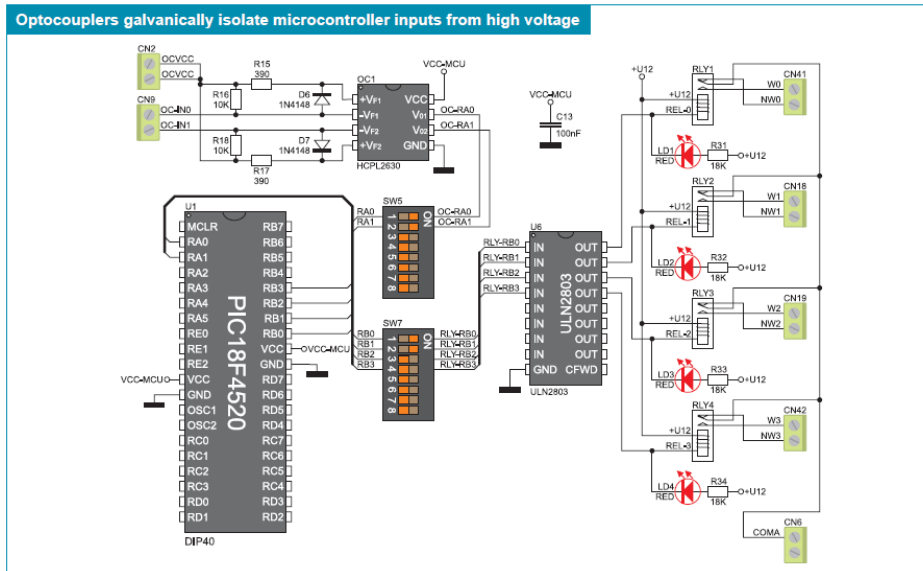 Optocouplers galvanically isolate microcontroller inputs from high voltage
CN2
OCVCC
OCVCC
CN9
OC-IN0
OC-IN1
R15
390
R16
10K
D6
1N4148
R18
10K
D7
1N4148
R17
390
OC1
+VF1
-VF1
-VF2
+VF2
VCC
V01
V02
GND
HCPL2630
VCC-MCU
OC-RA0
OC-RA1
VCC-MCU
C13
100nF
U1
MCLR
RA0
RA1
RA2
RA3
RA4
RA5
RE0
RE1
RE2
VCC
GND
OSC1
OSC2
RC0
RC1
RC2
RC3
RD0
RD1
PIC18F4520
RB7
RB6
RB5
RB4
RB3
RB2
RB1
RB0
VCC
GND
RD7
RD6
RD5
RD4
RC7
RC6
RC5
RC4
RD3
RD2
DIP40
VCC-MCU
VCC-MCU
SW5
RA0
RA1
1
2
3
4
5
6
7
8
ON
OC-RA0
OC-RA1
SW7
RB0
RB1
RB2
RB3
1
2
3
4
5
6
7
8
ON
RLY-RB0
RLY-RB1
RLY-RB2
RLY-RB3
RLY-RB0
RLY-RB1
RLY-RB2
RLY-RB3
U6
IN
IN
IN
IN
IN
IN
IN
IN
GND
ULN2803
OUT
OUT
OUT
OUT
OUT
OUT
OUT
OUT
CFWD
ULN2803
+U12
RLY1
+U12
REL-0
W0
NW0
CN41
LD1
RED
R31
18K
+U12
RLY2
+U12
REL-1
W1
NW1
CN18
LD2
RED
R32
18K
+U12
RLY3
+U12
REL-2
W2
NW2
CN19
LD3
RED
R33
18K
+U12
RLY4
+U12
REL-3
W3
NW3
CN42
LD4
RED
R34
18K
+U12
COMA
CN6